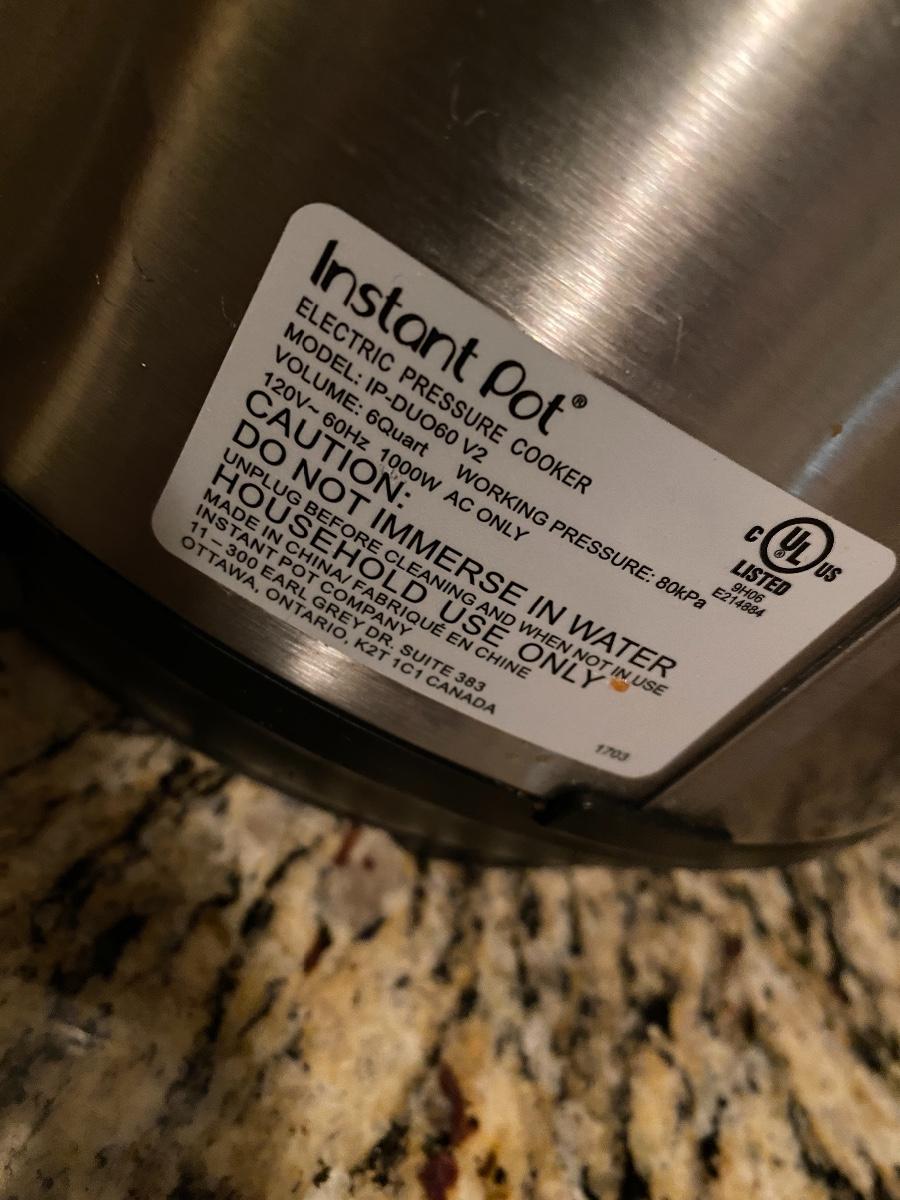 Instant Pot®
ELECTRIC PRESSURE COOKER
MODEL: IP-DUO60 V2
VOLUME: 6Quart WORKING PRESSURE: 80kPa
120V~ 60Hz 1000W AC ONLY
CAUTION:
DO NOT IMMERSE IN WATER
UNPLUG BEFORE CLEANING AND WHEN NOT IN USE
HOUSEHOLD USE ONLY
MADE IN CHINA/ FABRIQUÉ EN CHINE
INSTANT POT COMPANY
11 – 300 EARL GREY DR. SUITE 383
OTTAWA, ONTARIO, K2T 1C1 CANADA
C UL® US
LISTED
9H06
E214884
1703